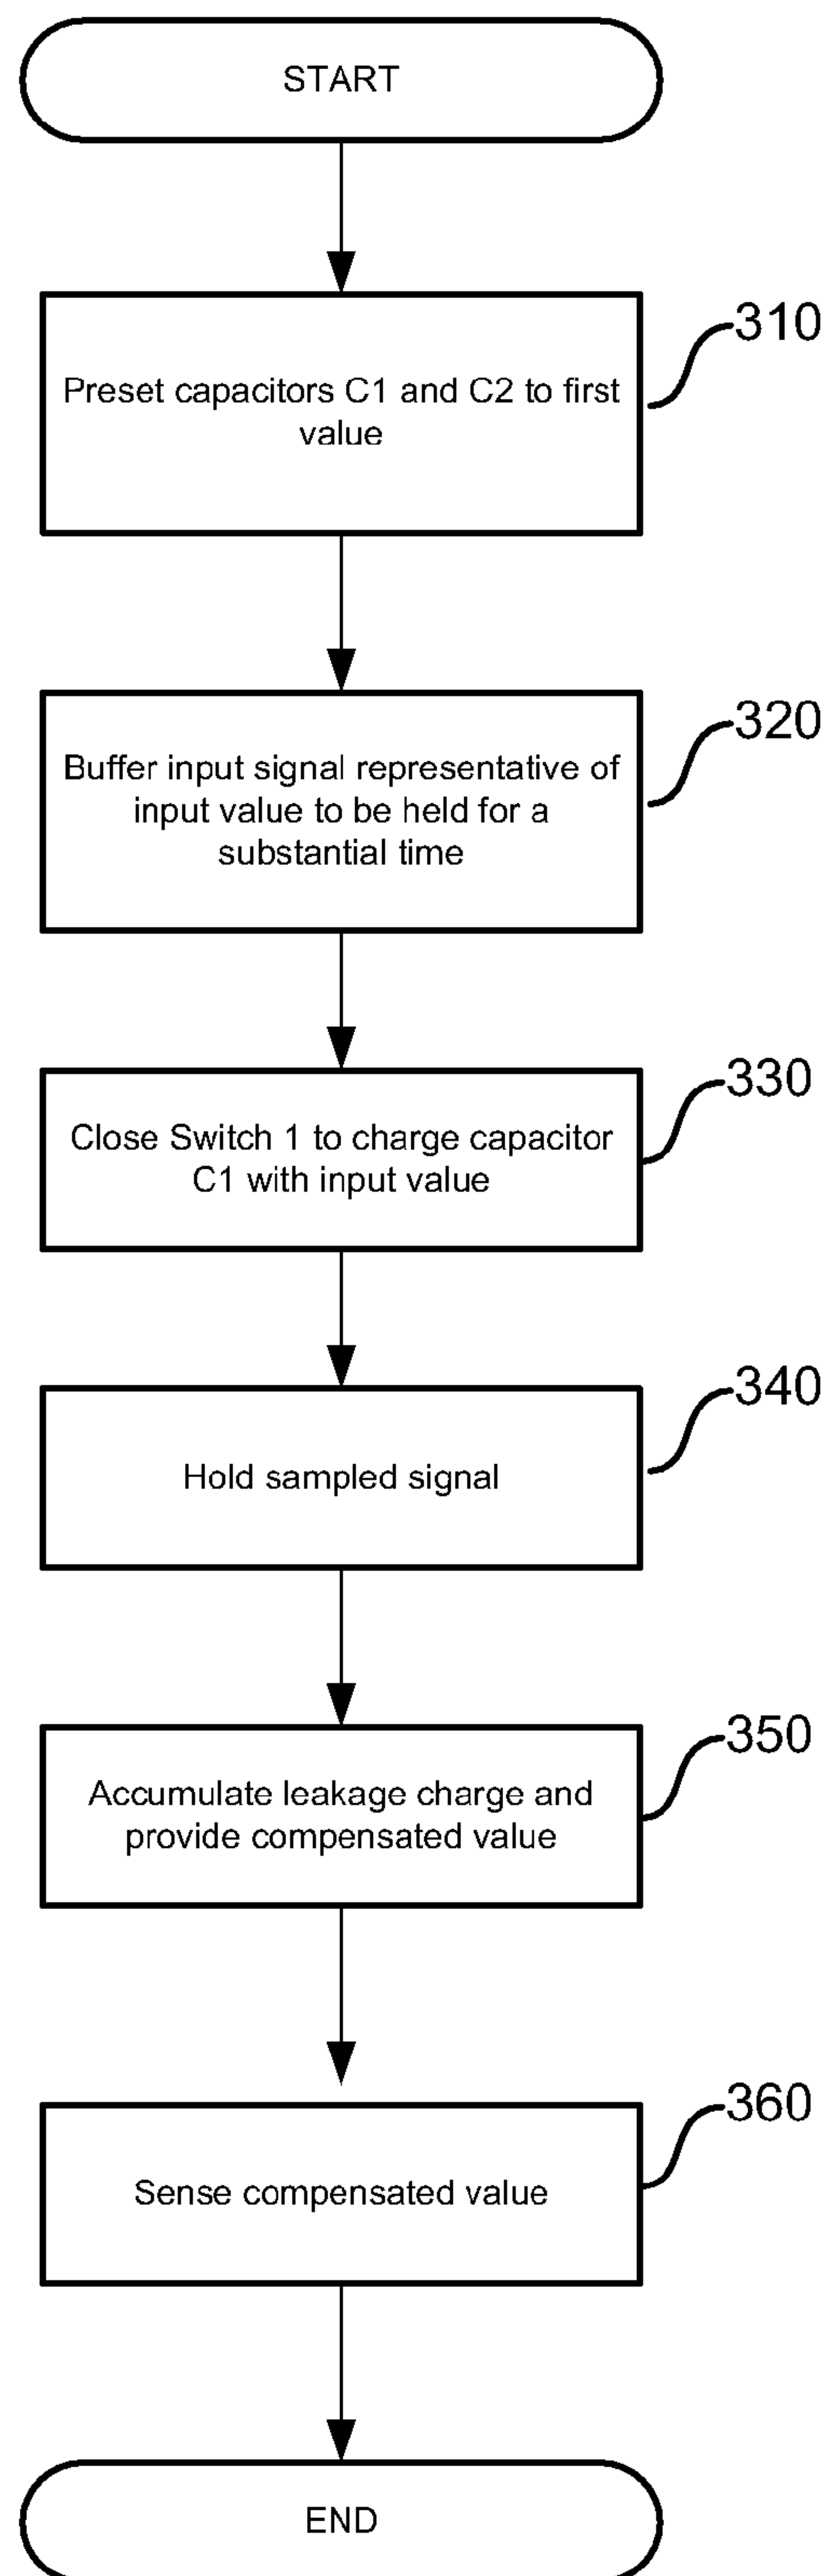 START
310
Preset capacitors C1 and C2 to first
value
320
Buffer input signal representative of
input value to be held for a
substantial time
330
Close Switch 1 to charge capacitor
C1 with input value
340
Hold sampled signal
350
Accumulate leakage charge and
provide compensated value
360
Sense compensated value
END